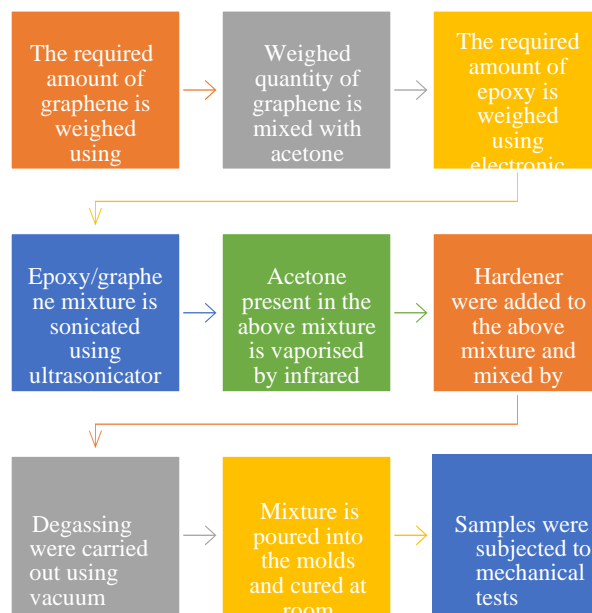 The required
amount of
graphene is
weighed
using
Weighed
quantity of
graphene is
mixed with
acetone
The required
amount of
epoxy is
weighed
using
electronic
Epoxy/graphe
ne mixture is
sonicated
using
ultrasonicator
Acetone
present in the
above mixture
is vaporised
by infrared
Hardener
were added to
the above
mixture and
mixed by
Degassing
were carried
out using
vacuum
Mixture is
poured into
the molds
and cured at
room
Samples were
subjected to
mechanical
tests